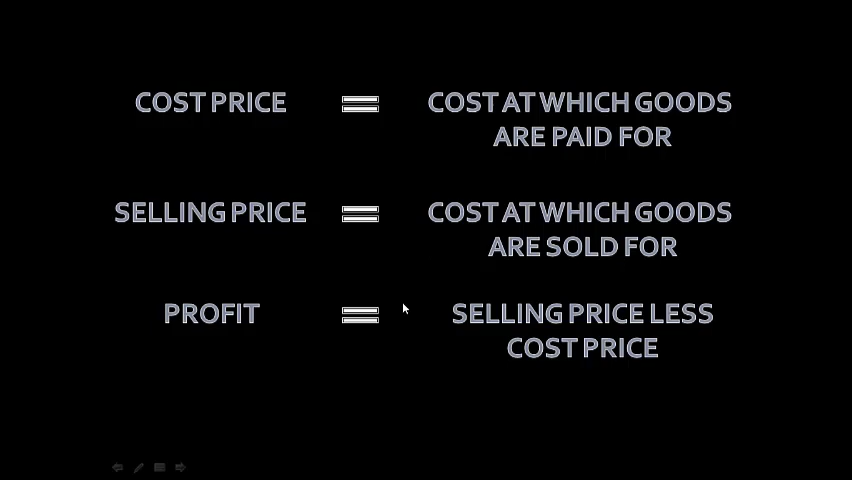 COST PRICE = COST AT WHICH GOODS
ARE PAID FOR
SELLING PRICE = COST AT WHICH GOODS
ARE SOLD FOR
PROFIT = SELLING PRICE LESS
COST PRICE